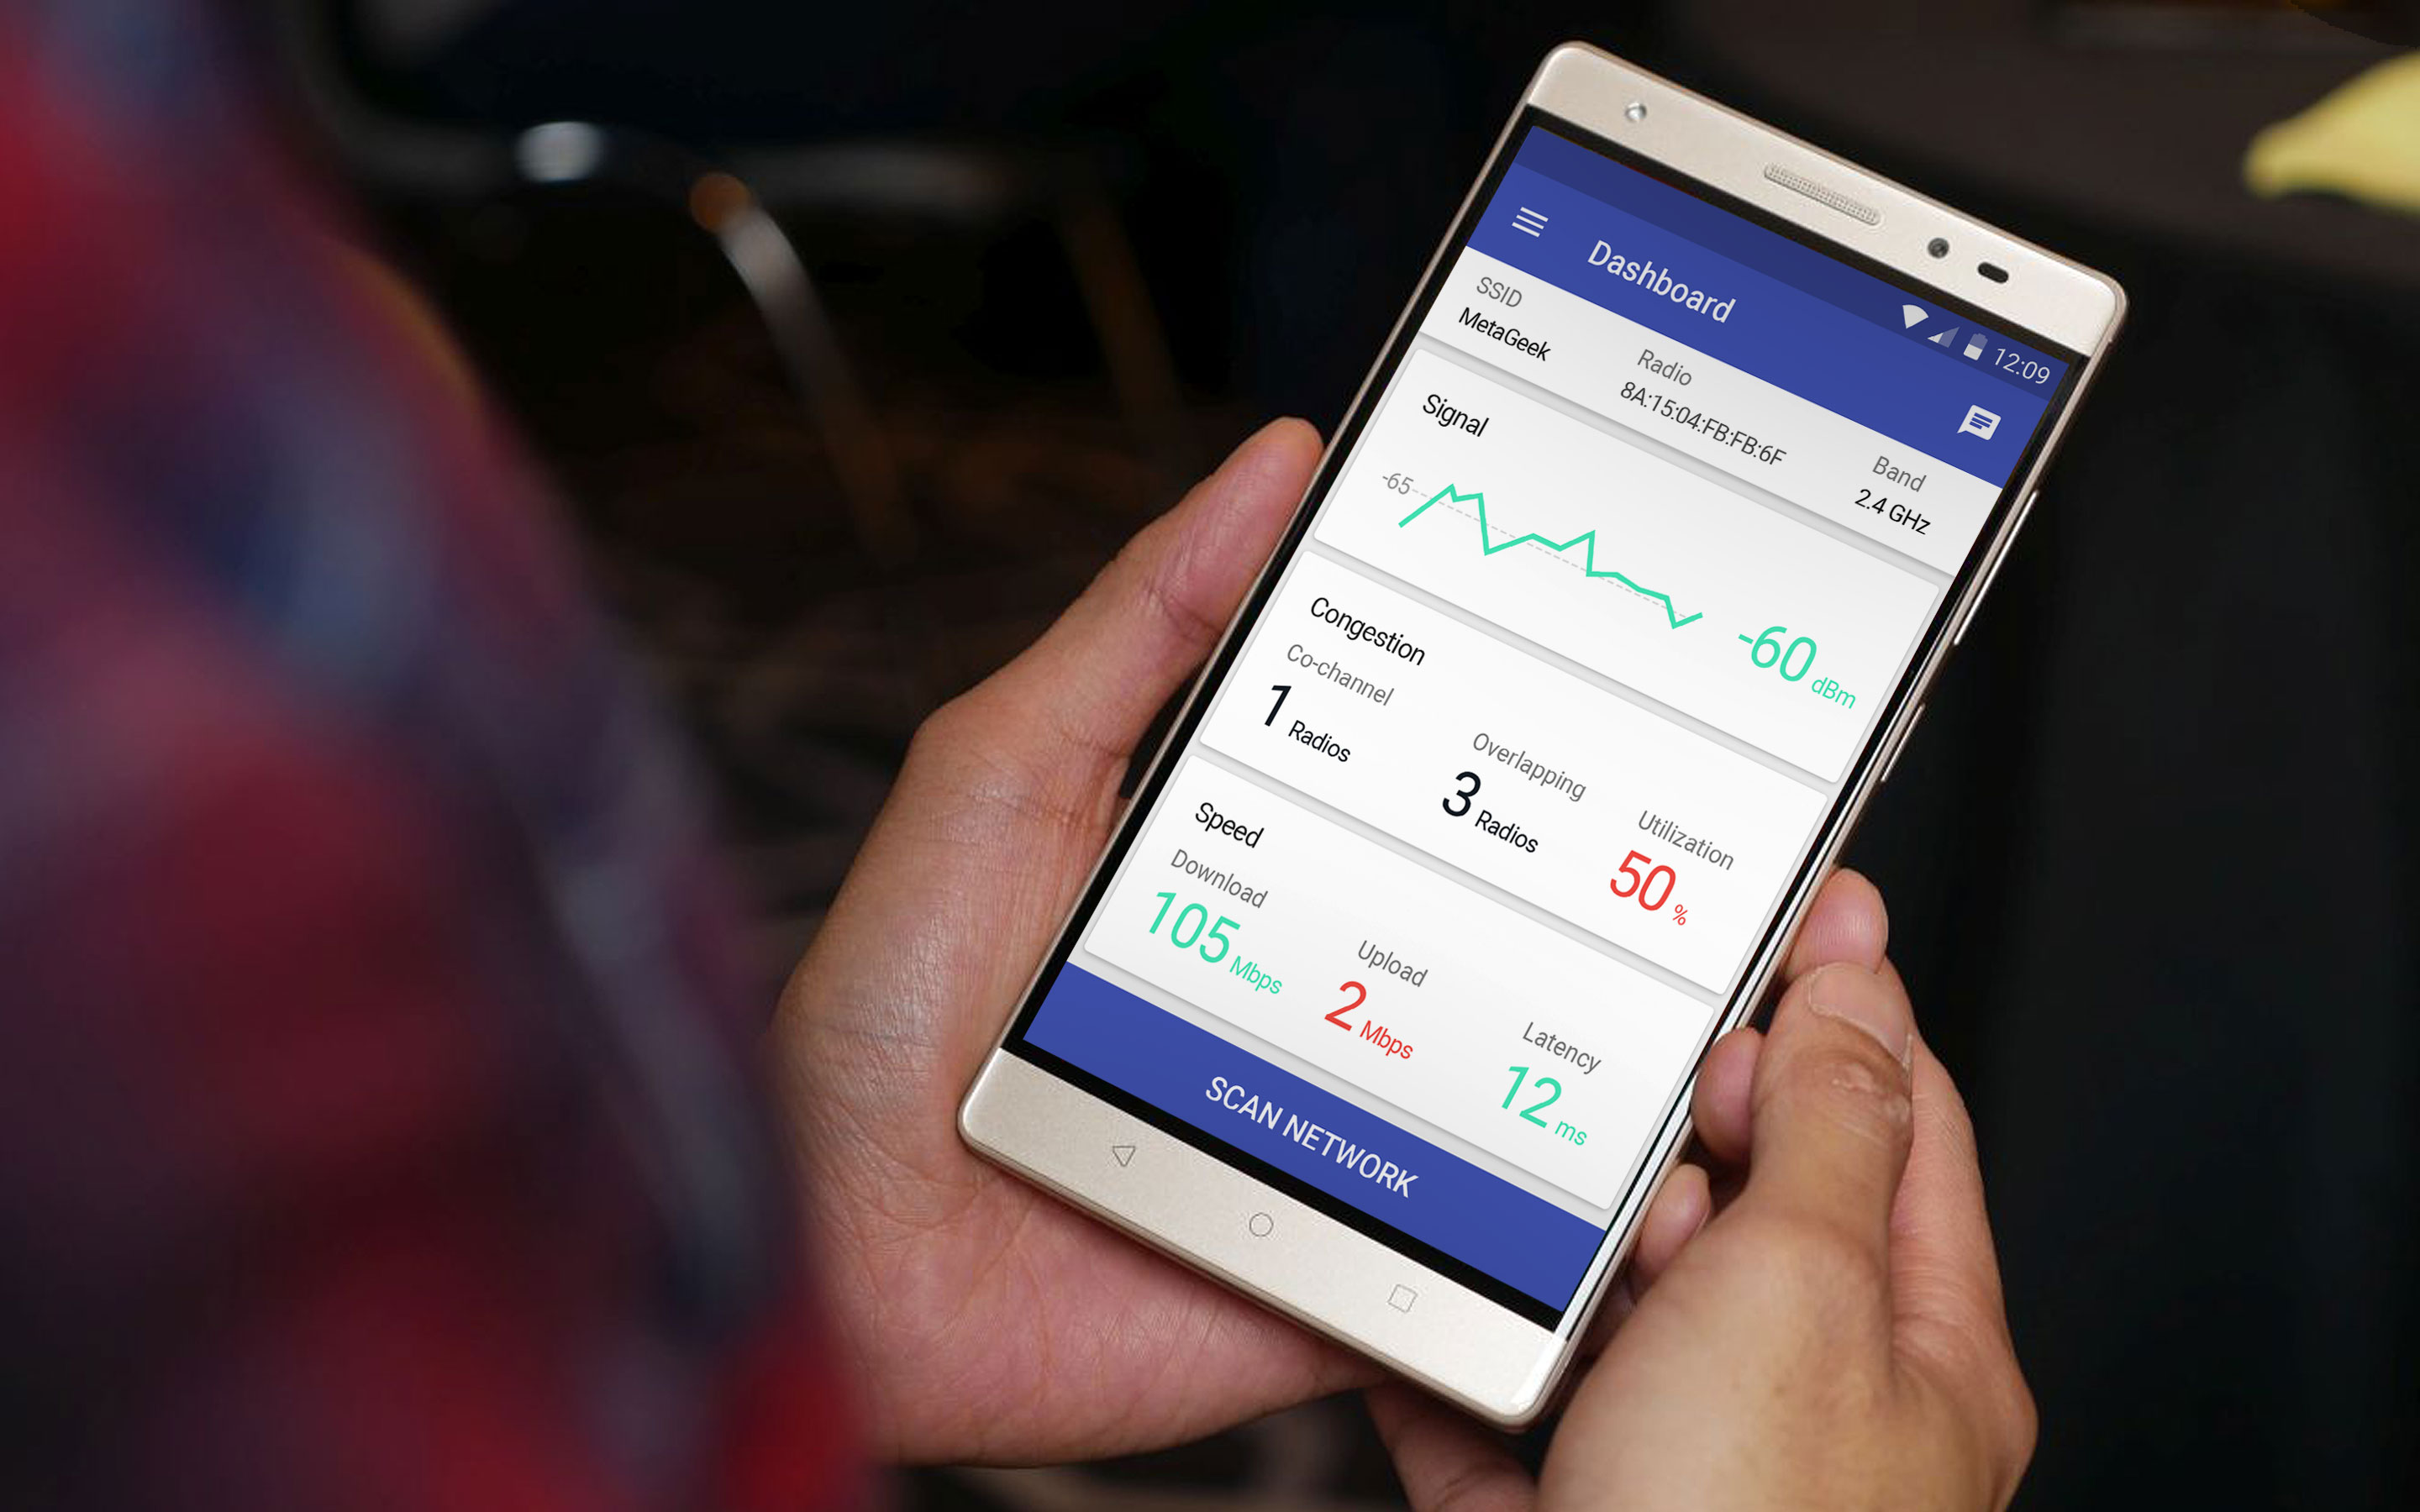 12:09
Dashboard
SSID
MetaGeek
Radio
8A:15:04:FB:FB:6F
Band
2.4 GHz
Signal
-65
-60 dBm
Congestion
Co-channel
1 Radios
Overlapping
3 Radios
Utilization
50 %
Speed
Download
105 Mbps
Upload
2 Mbps
Latency
12 ms
SCAN NETWORK